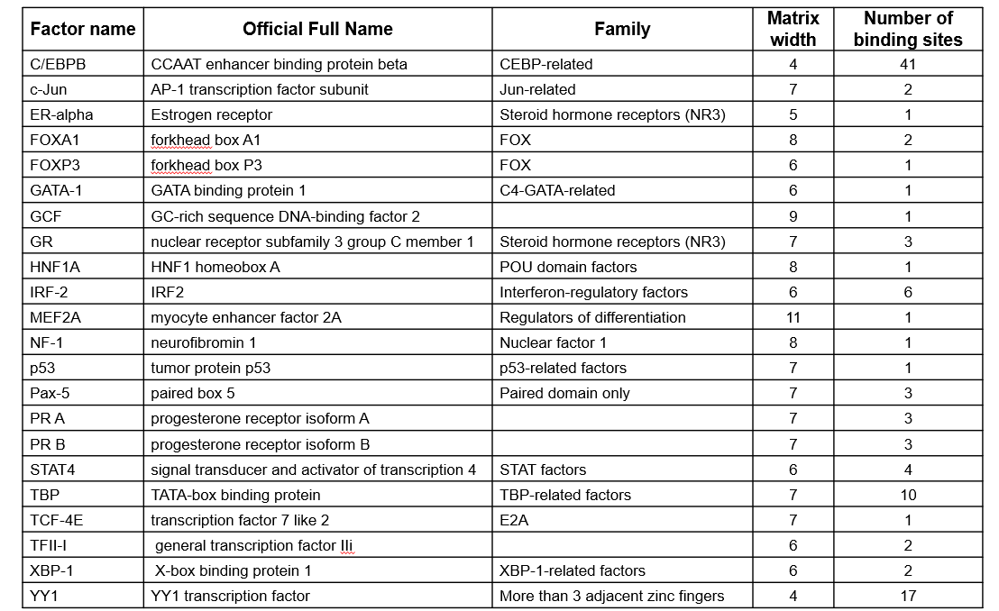 Factor name Official Full Name Family Matrix width Number of binding sites
C/EBPB CCAAT enhancer binding protein beta CEBP-related 4 41
c-Jun AP-1 transcription factor subunit Jun-related 7 2
ER-alpha Estrogen receptor Steroid hormone receptors (NR3) 5 1
FOXA1 forkhead box A1 FOX 8 2
FOXP3 forkhead box P3 FOX 6 1
GATA-1 GATA binding protein 1 C4-GATA-related 6 1
GCF GC-rich sequence DNA-binding factor 2 9 1
GR nuclear receptor subfamily 3 group C member 1 Steroid hormone receptors (NR3) 7 3
HNF1A HNF1 homeobox A POU domain factors 8 1
IRF-2 IRF2 Interferon-regulatory factors 6 6
MEF2A myocyte enhancer factor 2A Regulators of differentiation 11 1
NF-1 neurofibromin 1 Nuclear factor 1 8 1
p53 tumor protein p53 p53-related factors 7 1
Pax-5 paired box 5 Paired domain only 7 3
PR A progesterone receptor isoform A 7 3
PR B progesterone receptor isoform B 7 3
STAT4 signal transducer and activator of transcription 4 STAT factors 6 4
TBP TATA-box binding protein TBP-related factors 7 10
TCF-4E transcription factor 7 like 2 E2A 7 1
TFII-I general transcription factor IIi 6 2
XBP-1 X-box binding protein 1 XBP-1-related factors 6 2
YY1 YY1 transcription factor More than 3 adjacent zinc fingers 4 17